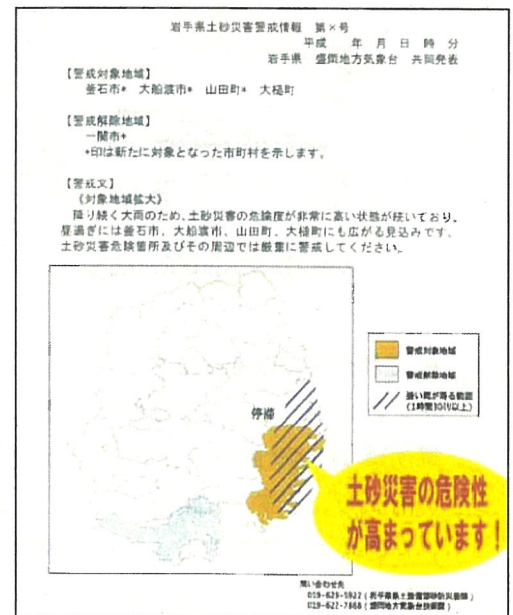 岩手県土砂災害警戒情報 第×号
平成 年 月 日 時 分
岩手県 盛岡地方気象台 共同発表
【警戒対象地域】
釜石市* 大船渡市* 山田町* 大槌町
【警戒解除地域】
一関市*
*印は新たに対象となった市町村を示します。
【警戒文】
《対象地域拡大》
降り続く大雨のため、土砂災害の危険度が非常に高い状態が続いており、
昼過ぎには釜石市、大船渡市、山田町、大槌町にも広がる見込みです。
土砂災害危険箇所及びその周辺では厳重に警戒してください。
警戒対象地域
警戒解除地域
強い雨が降る範囲
(1時間30ミリ以上)
停滞
土砂災害の危険性
が高まっています!
問い合わせ先
019-629-5922(岩手県県土整備部砂防災害課)
019-622-7868(盛岡地方気象台技術課)